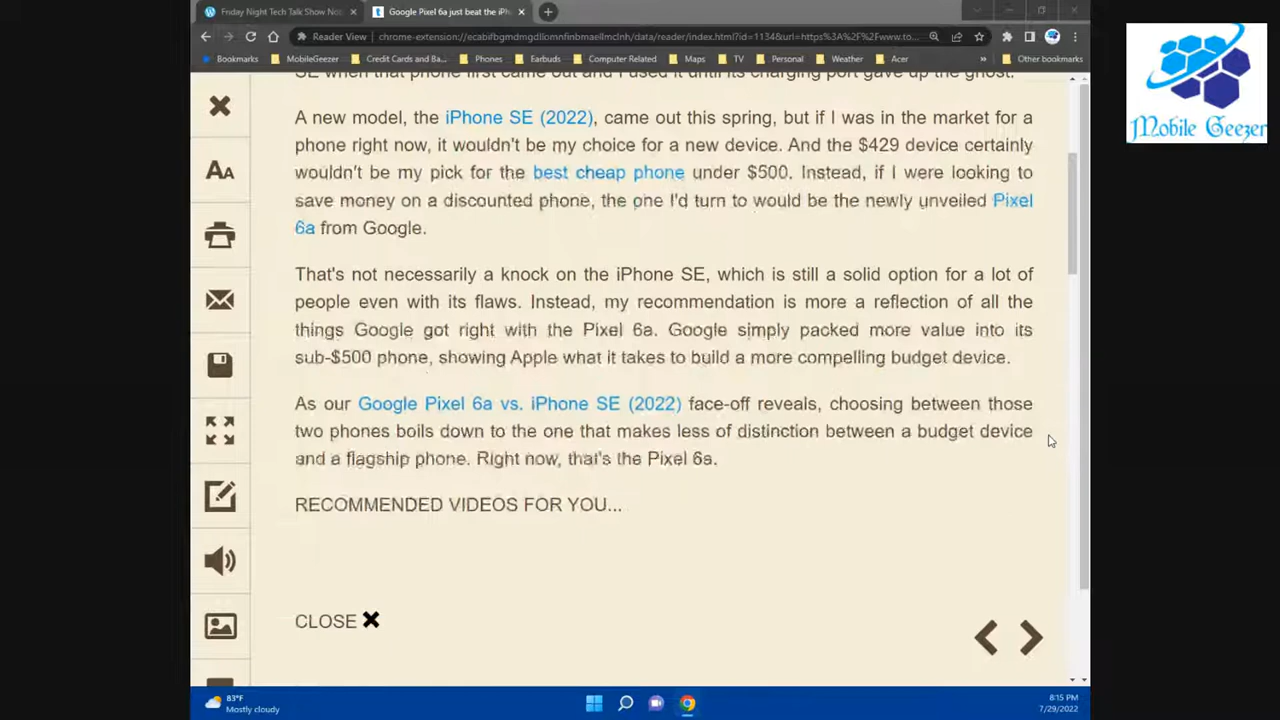 Friday Night Tech Talk Show No
Google Pixel 6a just beat the iPh
Reader View
chrome-extension://ecabifbgmdmgdllomnfinbmaellmclnh/data/reader/index.html?id=1134&url=https%3A%2F%2Fwww.to...
Bookmarks
MobileGeezer
Credit Cards and Ba...
Phones
Earbuds
Computer Related
Maps
TV
Personal
Weather
Acer
»
Other bookmarks
Mobile Geezer
SE when that phone first came out and I used it until its charging port gave up the ghost.
A new model, the iPhone SE (2022), came out this spring, but if I was in the market for a
phone right now, it wouldn't be my choice for a new device. And the $429 device certainly
wouldn't be my pick for the best cheap phone under $500. Instead, if I were looking to
save money on a discounted phone, the one I'd turn to would be the newly unveiled Pixel
6a from Google.
That's not necessarily a knock on the iPhone SE, which is still a solid option for a lot of
people even with its flaws. Instead, my recommendation is more a reflection of all the
things Google got right with the Pixel 6a. Google simply packed more value into its
sub-$500 phone, showing Apple what it takes to build a more compelling budget device.
As our Google Pixel 6a vs. iPhone SE (2022) face-off reveals, choosing between those
two phones boils down to the one that makes less of distinction between a budget device
and a flagship phone. Right now, that's the Pixel 6a.
RECOMMENDED VIDEOS FOR YOU...
CLOSE
AA
83°F
Mostly cloudy
8:15 PM
7/29/2022